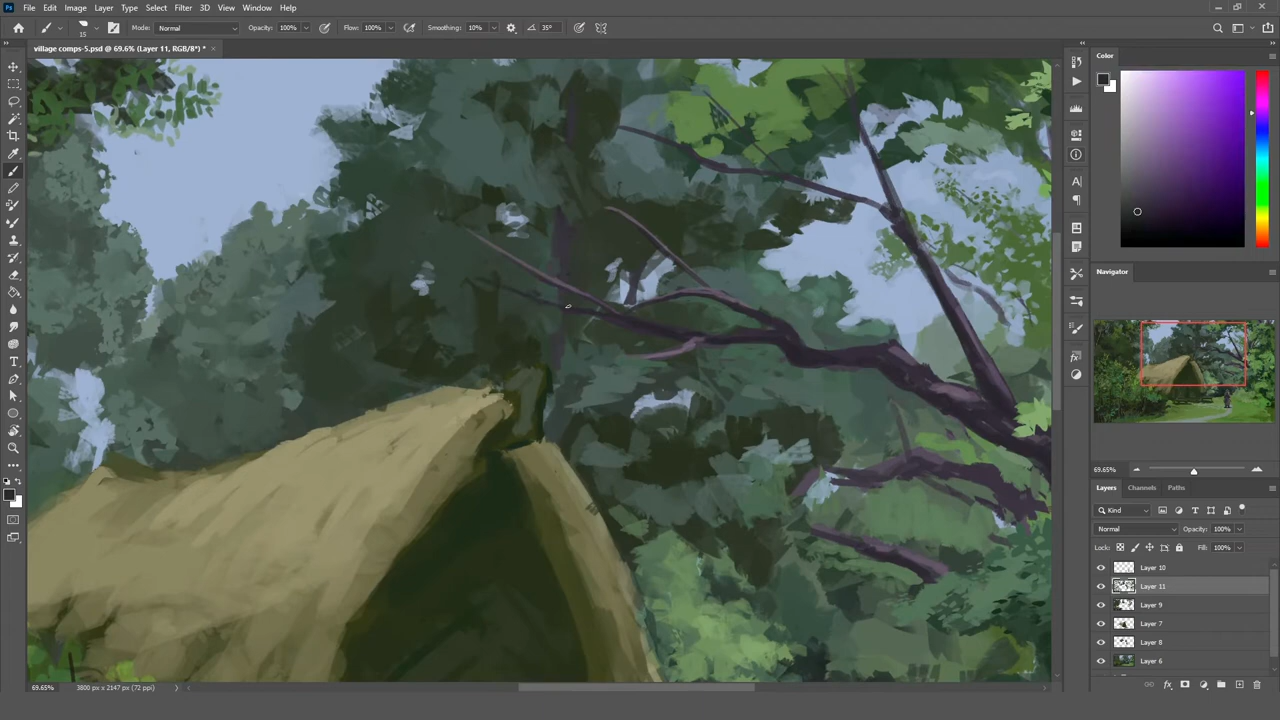 File Edit Image Layer Type Select Filter 3D View Window Help
15 Mode: Normal Opacity: 100% Flow: 100% Smoothing: 10% 35°
village comps-5.psd @ 69.6% (Layer 11, RGB/8*) *
Color
Navigator
69.65%
Layers Channels Paths
Kind
Normal Opacity: 100%
Lock: Fill: 100%
Layer 10
Layer 11
Layer 9
Layer 7
Layer 8
Layer 6
69.65% 3800 px x 2147 px (72 ppi)